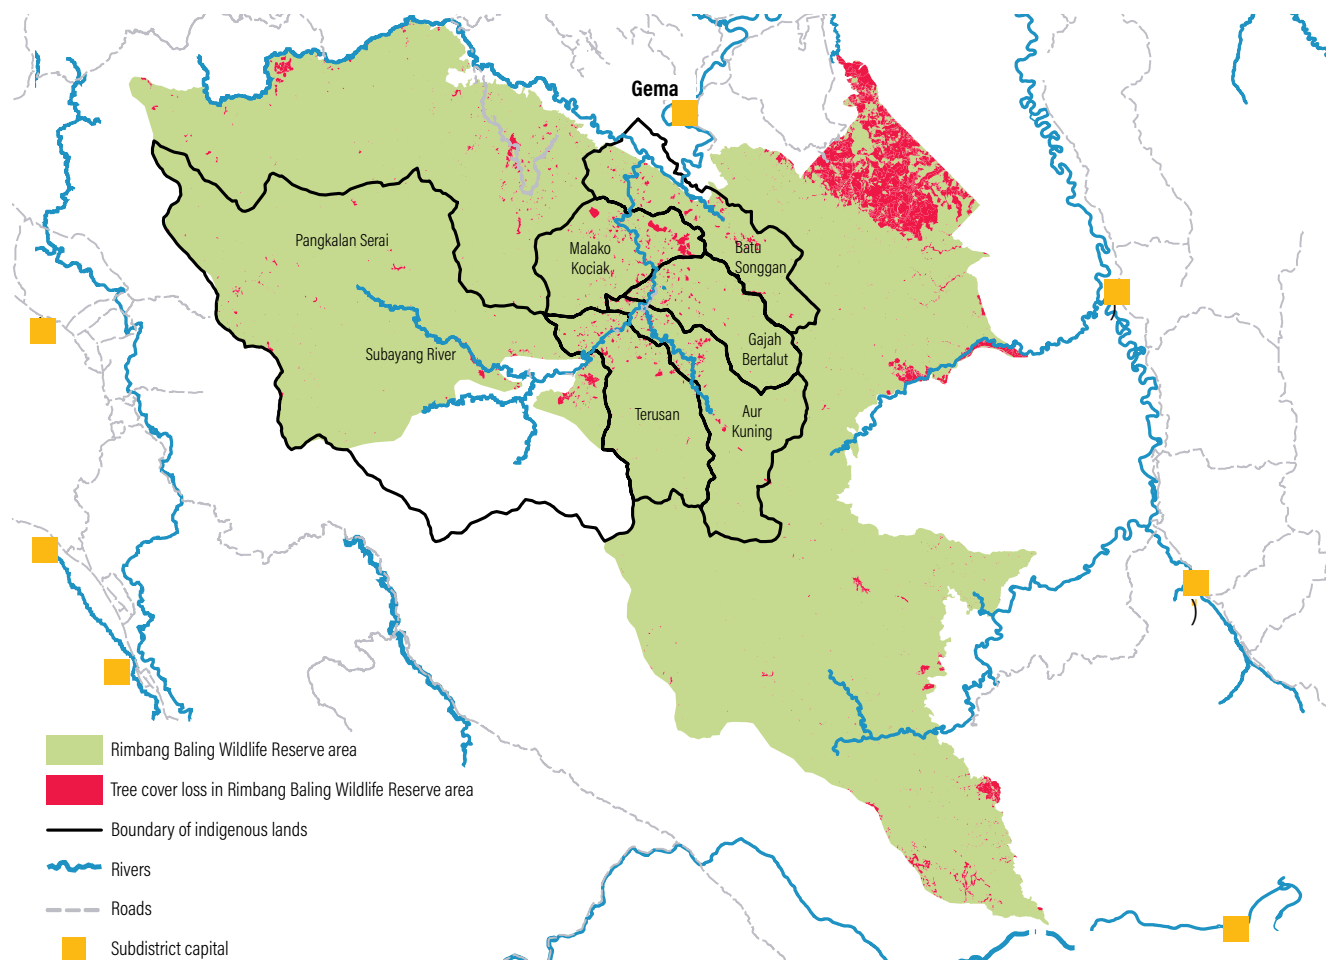 Gema
Pangkalan Serai
Malako
Kociak
Batu
Songgan
Subayang River
Gajah
Bertalut
Terusan
Aur
Kuning
Rimbang Baling Wildlife Reserve area
Tree cover loss in Rimbang Baling Wildlife Reserve area
Boundary of indigenous lands
Rivers
Roads
Subdistrict capital